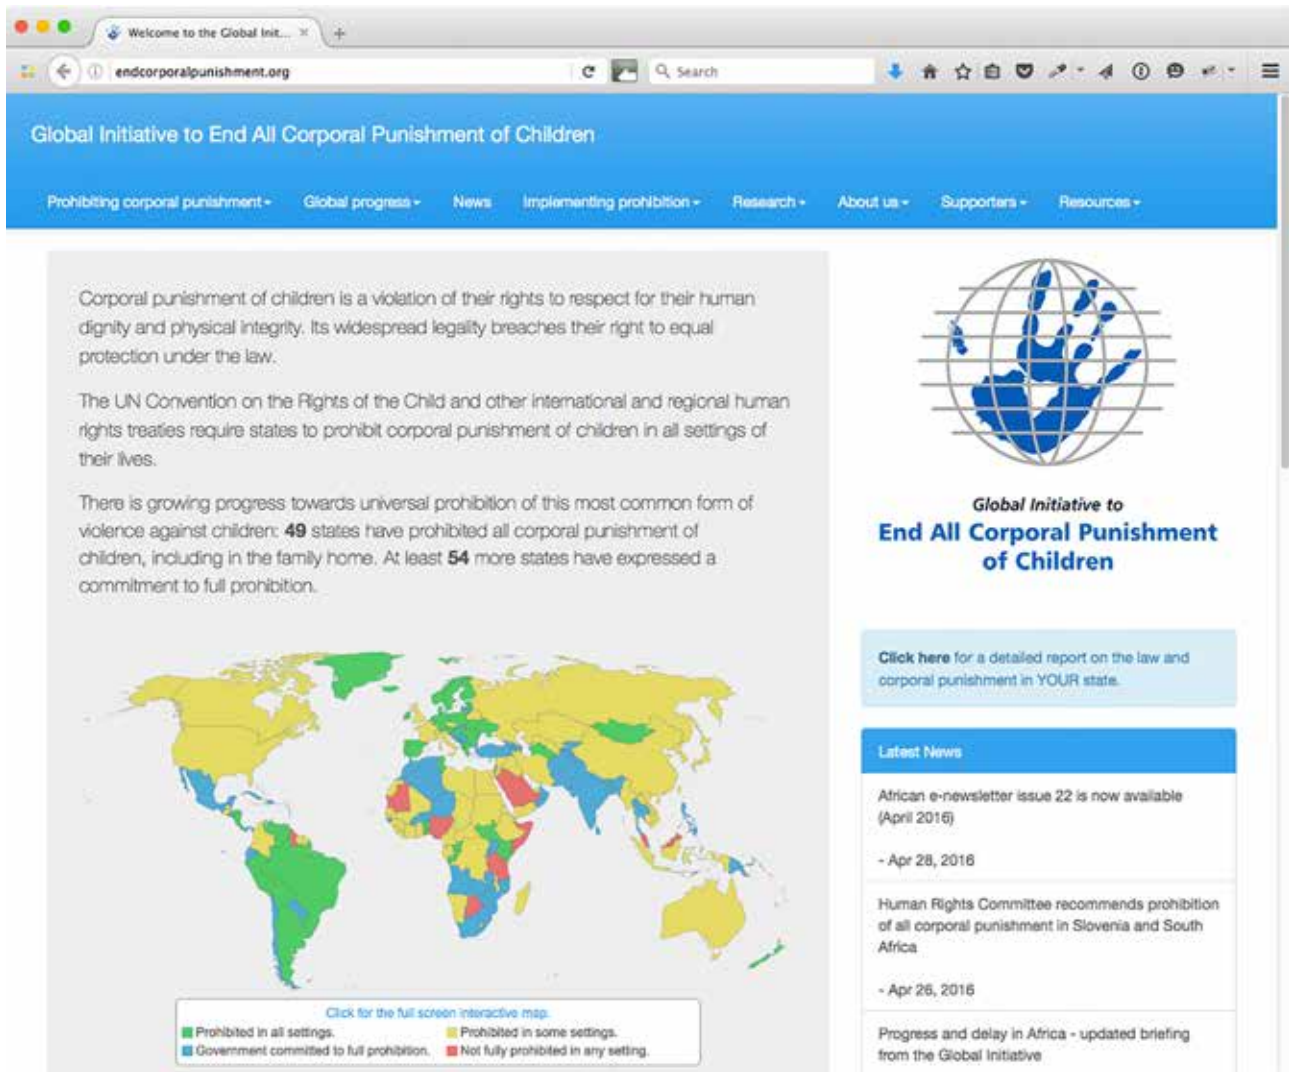 Welcome to the Global Init...
endcorporalpunishment.org
Search
Global Initiative to End All Corporal Punishment of Children
Prohibiting corporal punishment
Global progress
News
Implementing prohibition
Research
About us
Supporters
Resources
Corporal punishment of children is a violation of their rights to respect for their human
dignity and physical integrity. Its widespread legality breaches their right to equal
protection under the law.
The UN Convention on the Rights of the Child and other international and regional human
rights treaties require states to prohibit corporal punishment of children in all settings of
their lives.
There is growing progress towards universal prohibition of this most common form of
violence against children: 49 states have prohibited all corporal punishment of
children, including in the family home. At least 54 more states have expressed a
commitment to full prohibition.
Click for the full screen interactive map.
Prohibited in all settings.
Prohibited in some settings.
Government committed to full prohibition.
Not fully prohibited in any setting.
Global Initiative to
End All Corporal Punishment
of Children
Click here for a detailed report on the law and
corporal punishment in YOUR state.
Latest News
African e-newsletter issue 22 is now available
(April 2016)
- Apr 28, 2016
Human Rights Committee recommends prohibition
of all corporal punishment in Slovenia and South
Africa
- Apr 26, 2016
Progress and delay in Africa - updated briefing
from the Global Initiative